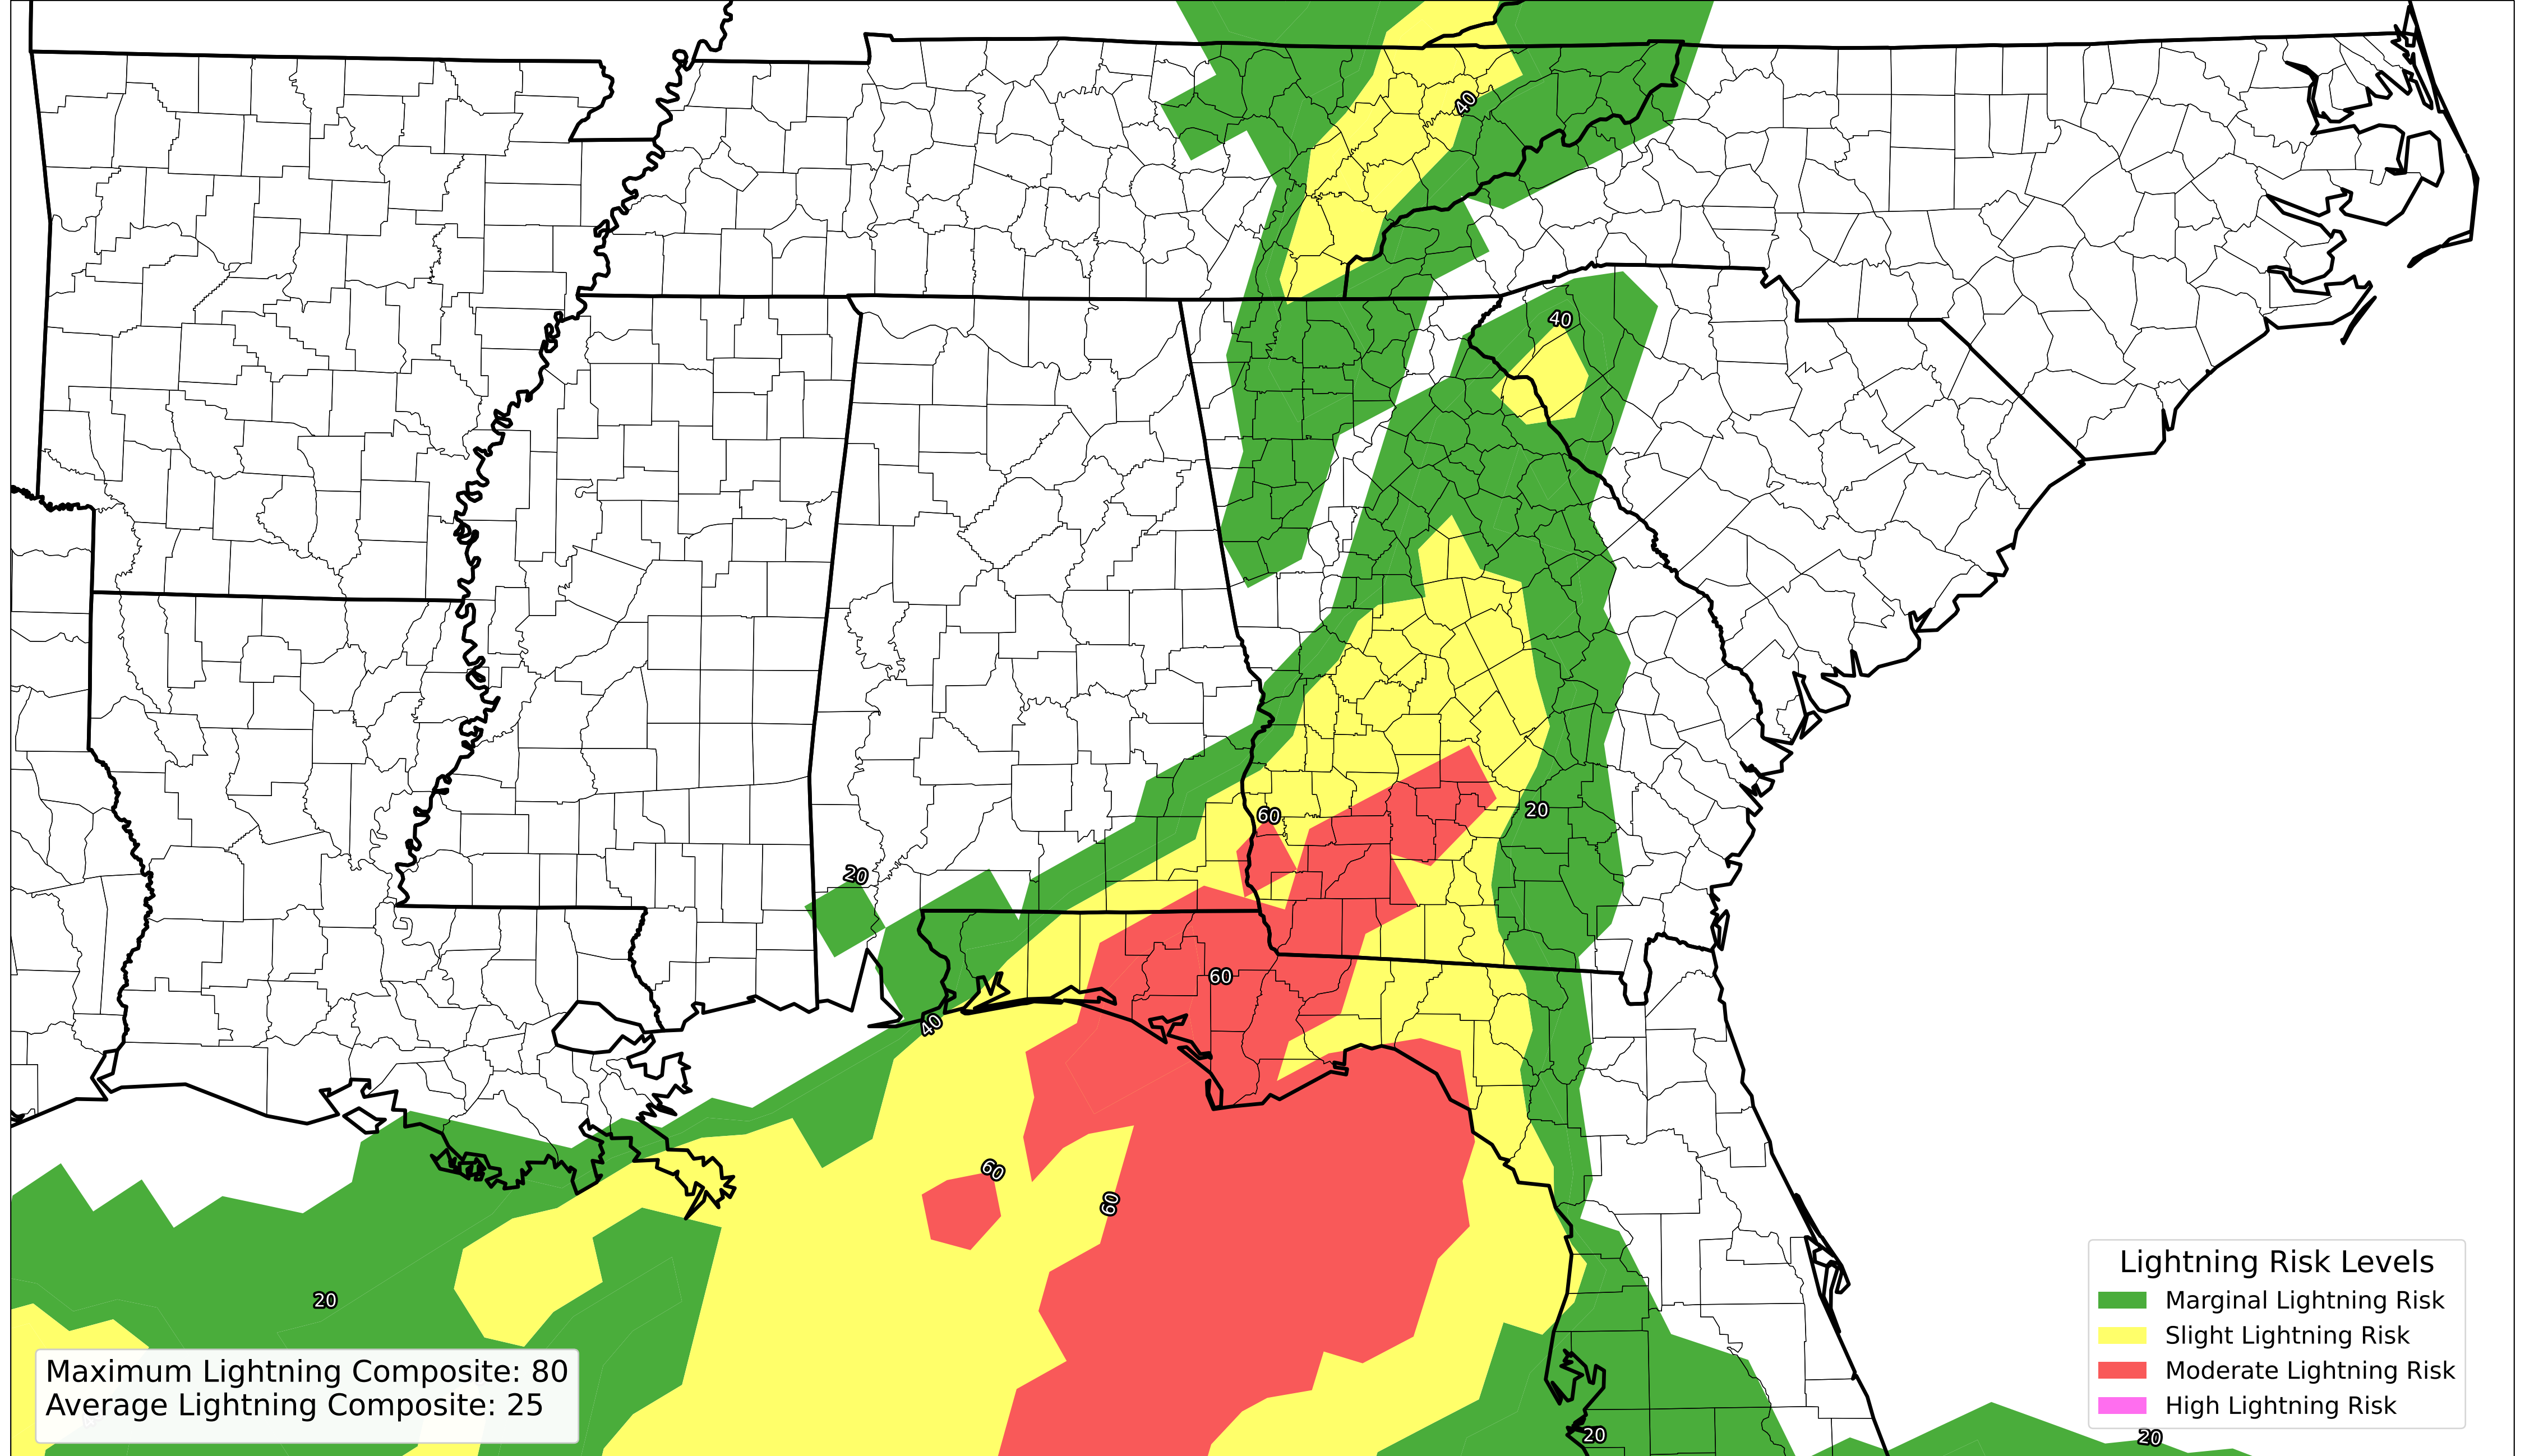 40
40
60
20
20
60
40
60
60
20
20
20
Maximum Lightning Composite: 80
Average Lightning Composite: 25
Lightning Risk Levels
Marginal Lightning Risk
Slight Lightning Risk
Moderate Lightning Risk
High Lightning Risk